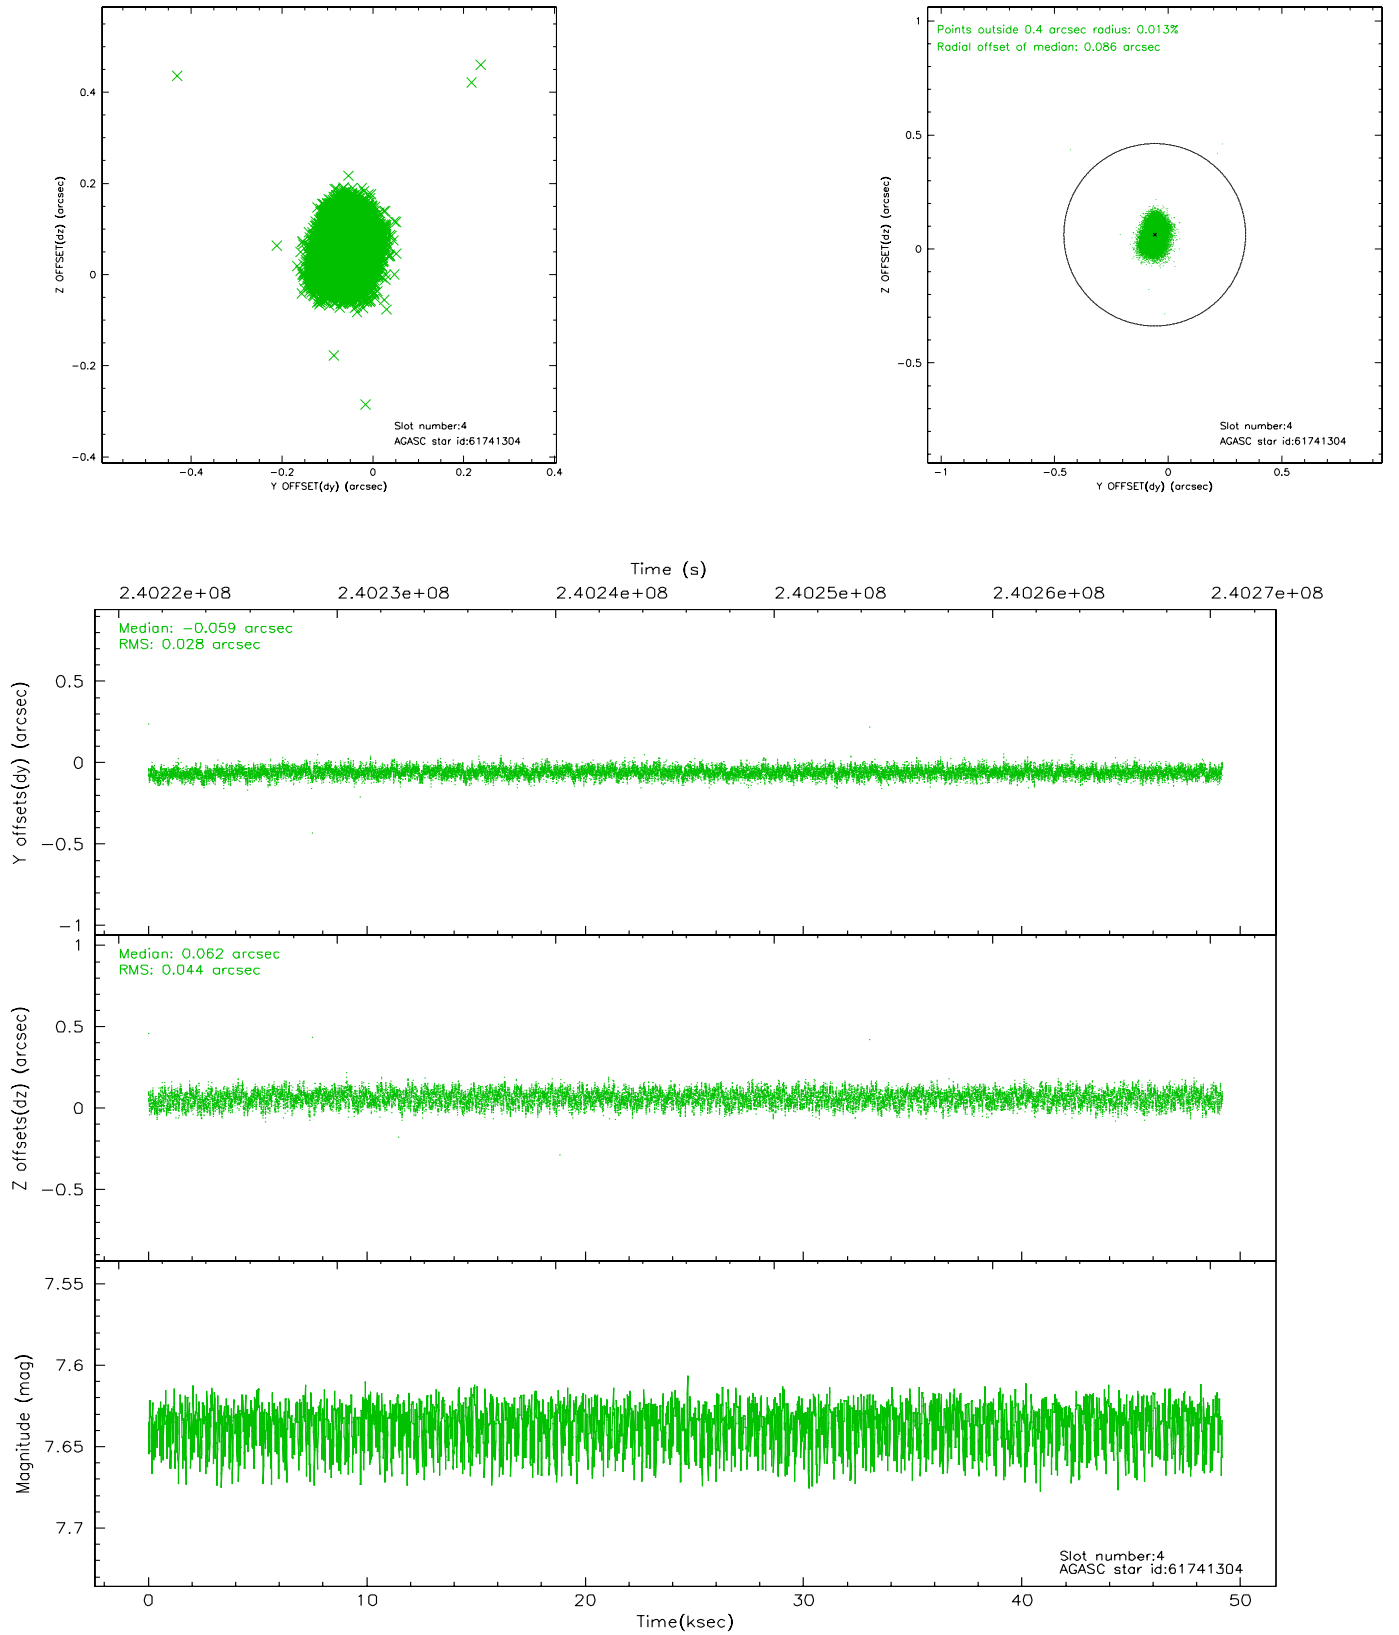 0.4
0.2
0
−0.2
−0.4
Z OFFSET(dz) (arcsec)
−0.4
−0.2
0
0.2
0.4
Y OFFSET(dy) (arcsec)
Slot number:4
AGASC star id:61741304
Points outside 0.4 arcsec radius: 0.013%
Radial offset of median: 0.086 arcsec
1
0.5
0
−0.5
Z OFFSET(dz) (arcsec)
−1
−0.5
0
0.5
Y OFFSET(dy) (arcsec)
Slot number:4
AGASC star id:61741304
Time (s)
2.4022e+08
2.4023e+08
2.4024e+08
2.4025e+08
2.4026e+08
2.4027e+08
Median: −0.059 arcsec
RMS: 0.028 arcsec
0.5
0
−0.5
−1
Y offsets(dy) (arcsec)
Median: 0.062 arcsec
RMS: 0.044 arcsec
1
0.5
0
−0.5
Z offsets(dz) (arcsec)
7.55
7.6
7.65
7.7
Magnitude (mag)
Slot number:4
AGASC star id:61741304
0
10
20
30
40
50
Time(ksec)